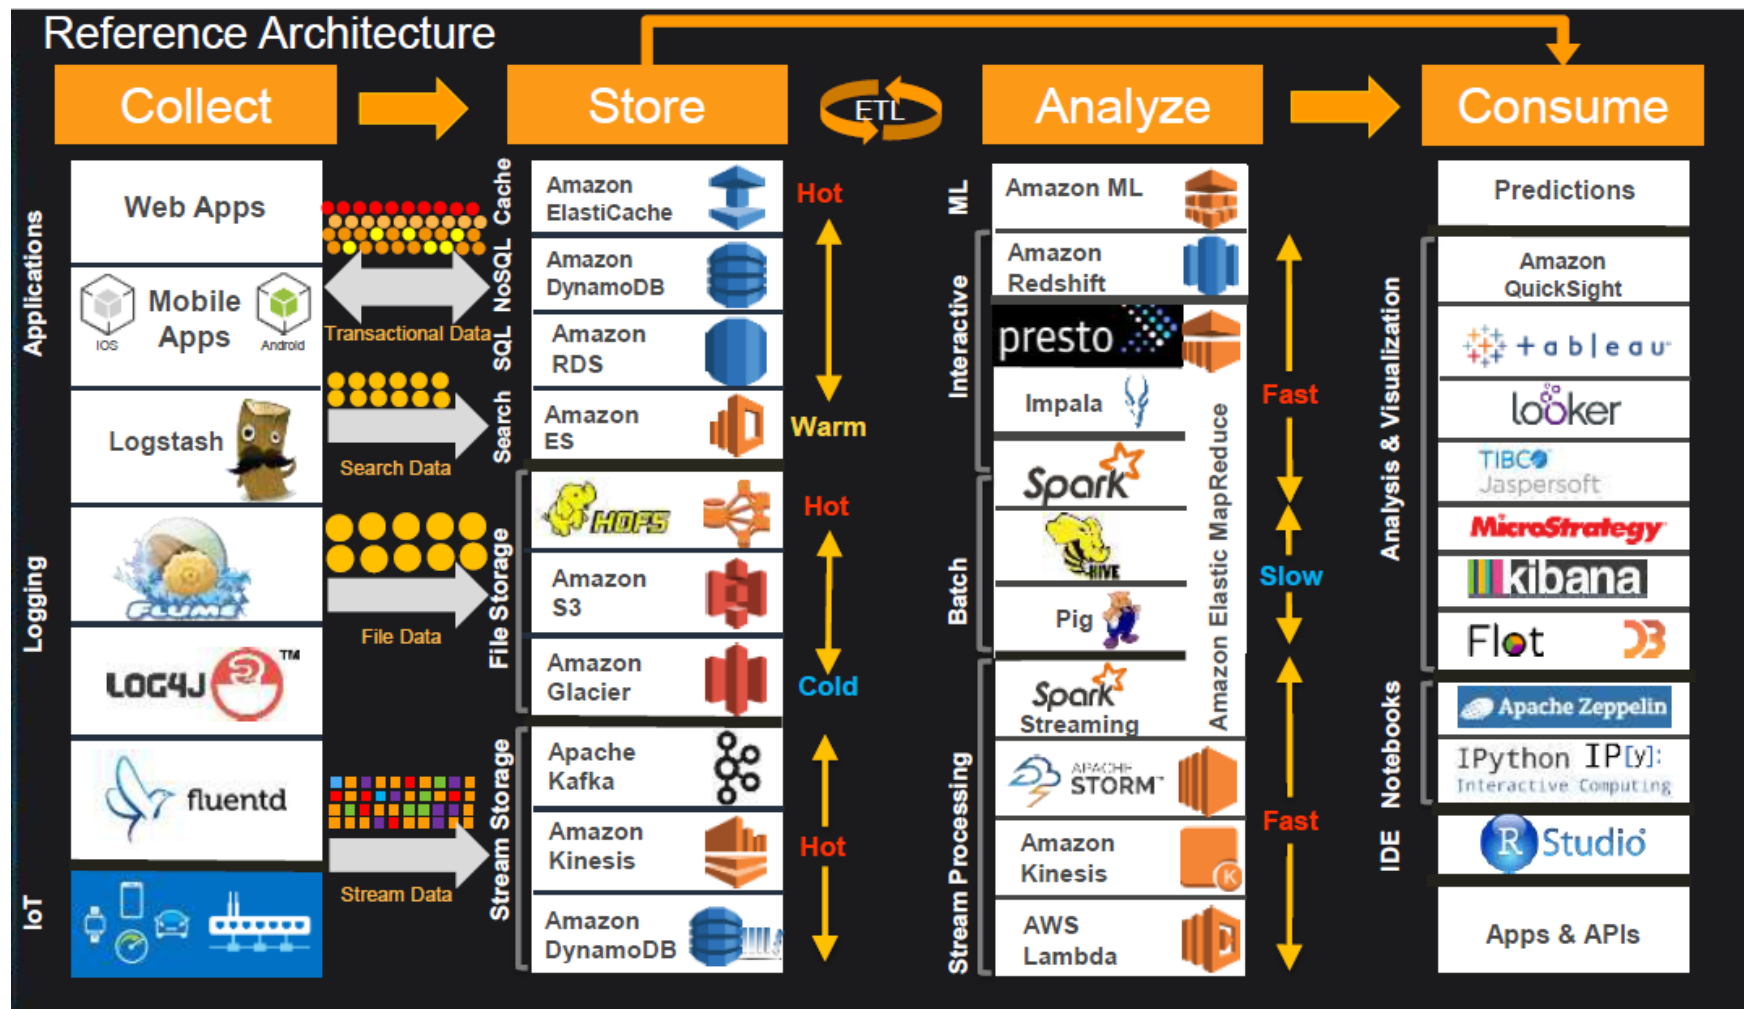 Reference Architecture
Collect
Store
ETL
Analyze
Consume
Applications
Logging
IoT
Web Apps
Mobile
Apps
IOS
Android
Logstash
FLUME
LOG4J
TM
fluentd
Transactional Data
Search Data
File Data
Stream Data
Cache
NoSQL
SQL
Search
File Storage
Stream Storage
Amazon
ElastiCache
Amazon
DynamoDB
Amazon
RDS
Amazon
ES
HDFS
Amazon
S3
Amazon
Glacier
Apache
Kafka
Amazon
Kinesis
Amazon
DynamoDB
Hot
Warm
Hot
Cold
Hot
ML
Interactive
Batch
Stream Processing
Amazon ML
Amazon
Redshift
presto
Impala
Spark
HIVE
Pig
Spark
Streaming
APACHE
STORM™
Amazon
Kinesis
K
AWS
Lambda
Amazon Elastic MapReduce
Fast
Slow
Fast
Analysis & Visualization
Notebooks
IDE
Predictions
Amazon
QuickSight
+ a b l e a u
looker
TIBCO
Jaspersoft
MicroStrategy
kibana
Flot
D3
Apache Zeppelin
IPython IP[y]:
Interactive Computing
R Studio
Apps & APIs